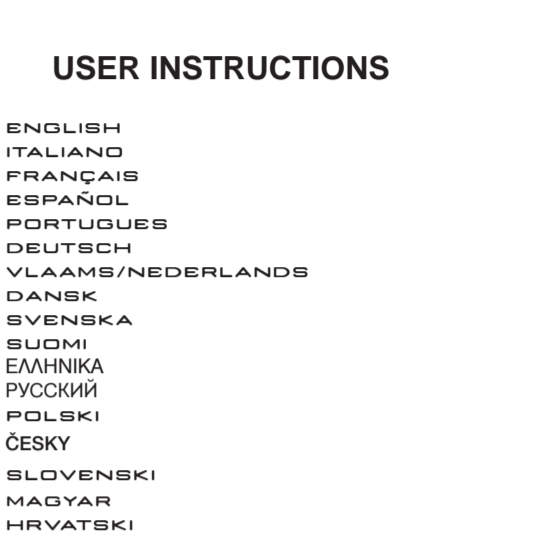 USER INSTRUCTIONS
ENGLISH
ITALIANO
FRANÇAIS
ESPAÑOL
PORTUGUES
DEUTSCH
VLAAMS/NEDERLANDS
DANSK
SVENSKA
SUOMI
ΕΛΛΗΝΙΚΑ
РУССКИЙ
POLSKI
ČESKY
SLOVENSKI
MAGYAR
HRVATSKI